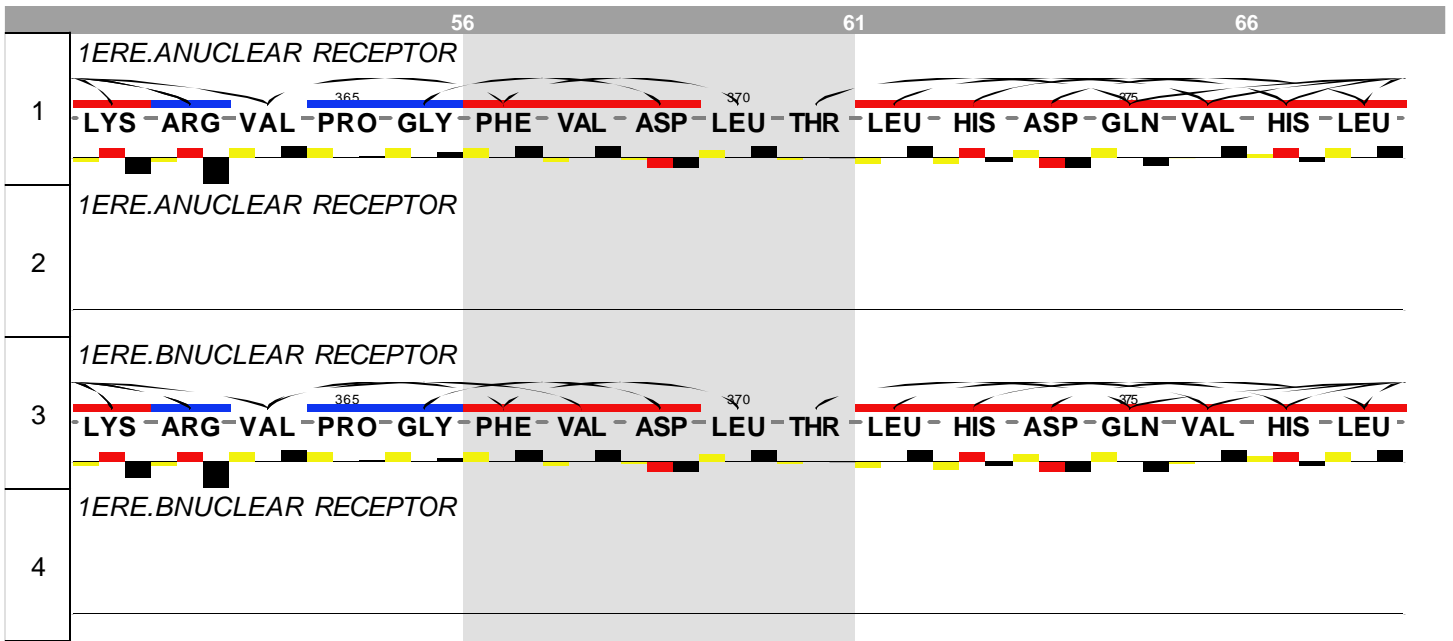 56 61 66
1ERE.ANUCLEAR RECEPTOR
365 370 375
1
LYS ARG VAL PRO GLY PHE VAL ASP LEU THR LEU HIS ASP GLN VAL HIS LEU
1ERE.ANUCLEAR RECEPTOR
2
1ERE.BNUCLEAR RECEPTOR
365 370 375
3
LYS ARG VAL PRO GLY PHE VAL ASP LEU THR LEU HIS ASP GLN VAL HIS LEU
1ERE.BNUCLEAR RECEPTOR
4